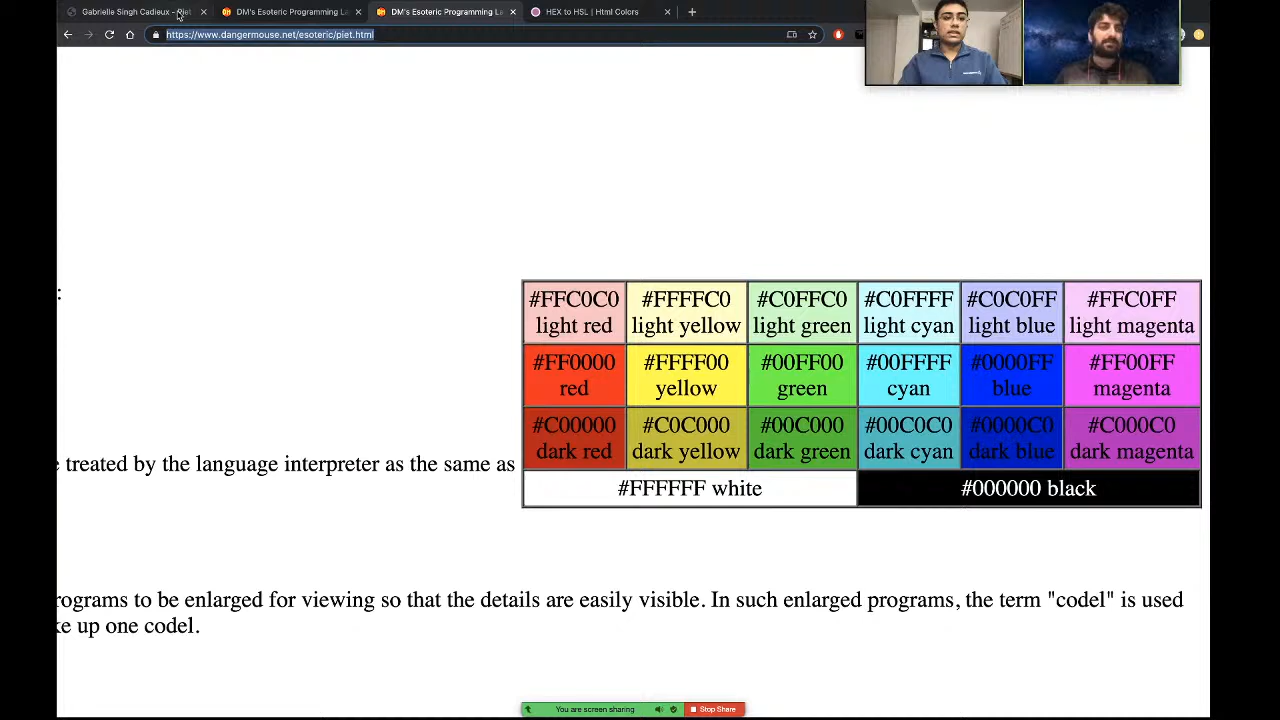 Gabrielle Singh Cadieux - Piet
DM's Esoteric Programming La
DM's Esoteric Programming La
HEX to HSL | Html Colors
https://www.dangermouse.net/esoteric/piet.html
:
#FFC0C0 #FFFFC0 #C0FFC0 #C0FFFF #C0C0FF #FFC0FF
light red light yellow light green light cyan light blue light magenta
#FF0000 #FFFF00 #00FF00 #00FFFF #0000FF #FF00FF
red yellow green cyan blue magenta
#C00000 #C0C000 #00C000 #00C0C0 #0000C0 #C000C0
dark red dark yellow dark green dark cyan dark blue dark magenta
treated by the language interpreter as the same as
#FFFFFF white #000000 black
rograms to be enlarged for viewing so that the details are easily visible. In such enlarged programs, the term "codel" is used
ke up one codel.
You are screen sharing
Stop Share